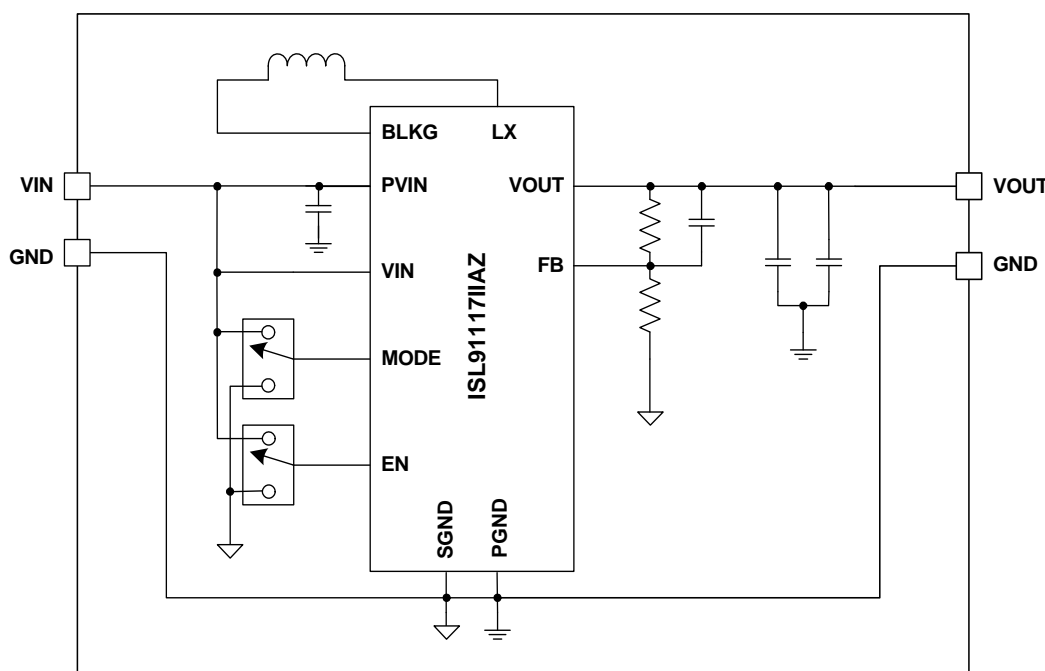 BLKG LX
VIN PVIN VOUT VOUT
GND VIN FB GND
ISL91117IIAZ
MODE
EN
SGND PGND